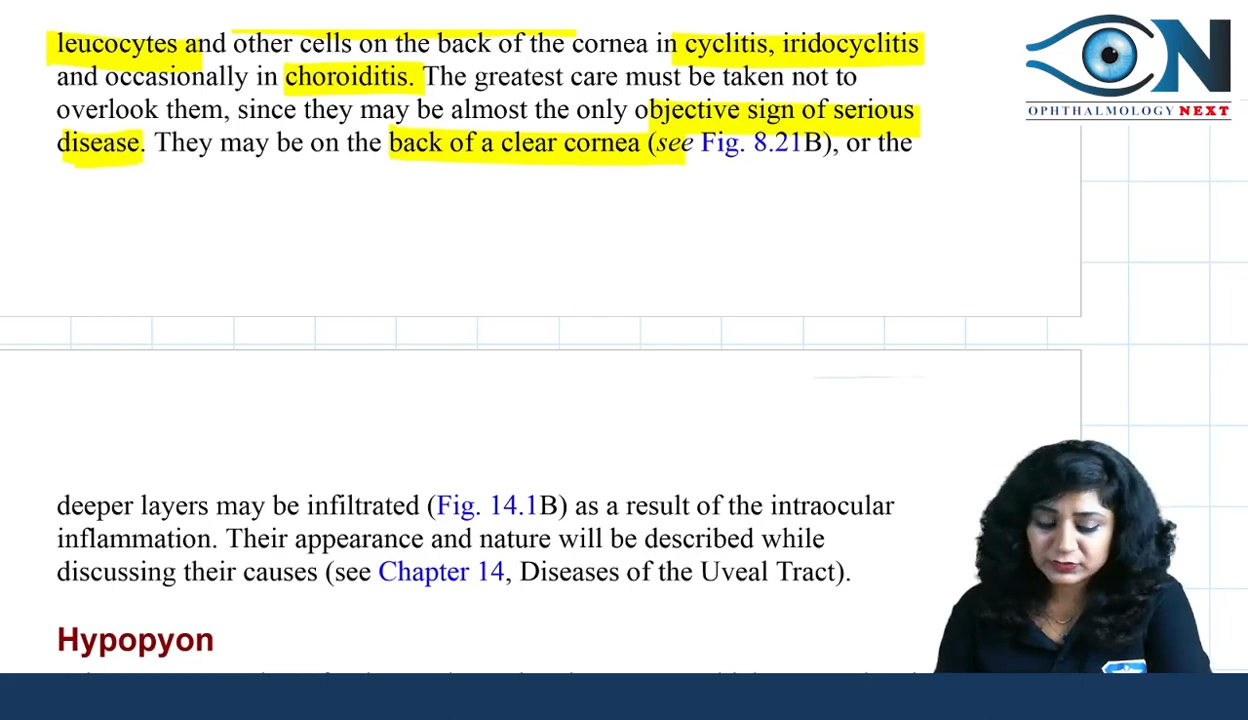 leucocytes and other cells on the back of the cornea in cyclitis, iridocyclitis
and occasionally in choroiditis. The greatest care must be taken not to
overlook them, since they may be almost the only objective sign of serious
disease. They may be on the back of a clear cornea (see Fig. 8.21B), or the
ON
OPHTHALMOLOGY NEXT
deeper layers may be infiltrated (Fig. 14.1B) as a result of the intraocular
inflammation. Their appearance and nature will be described while
discussing their causes (see Chapter 14, Diseases of the Uveal Tract).
Hypopyon